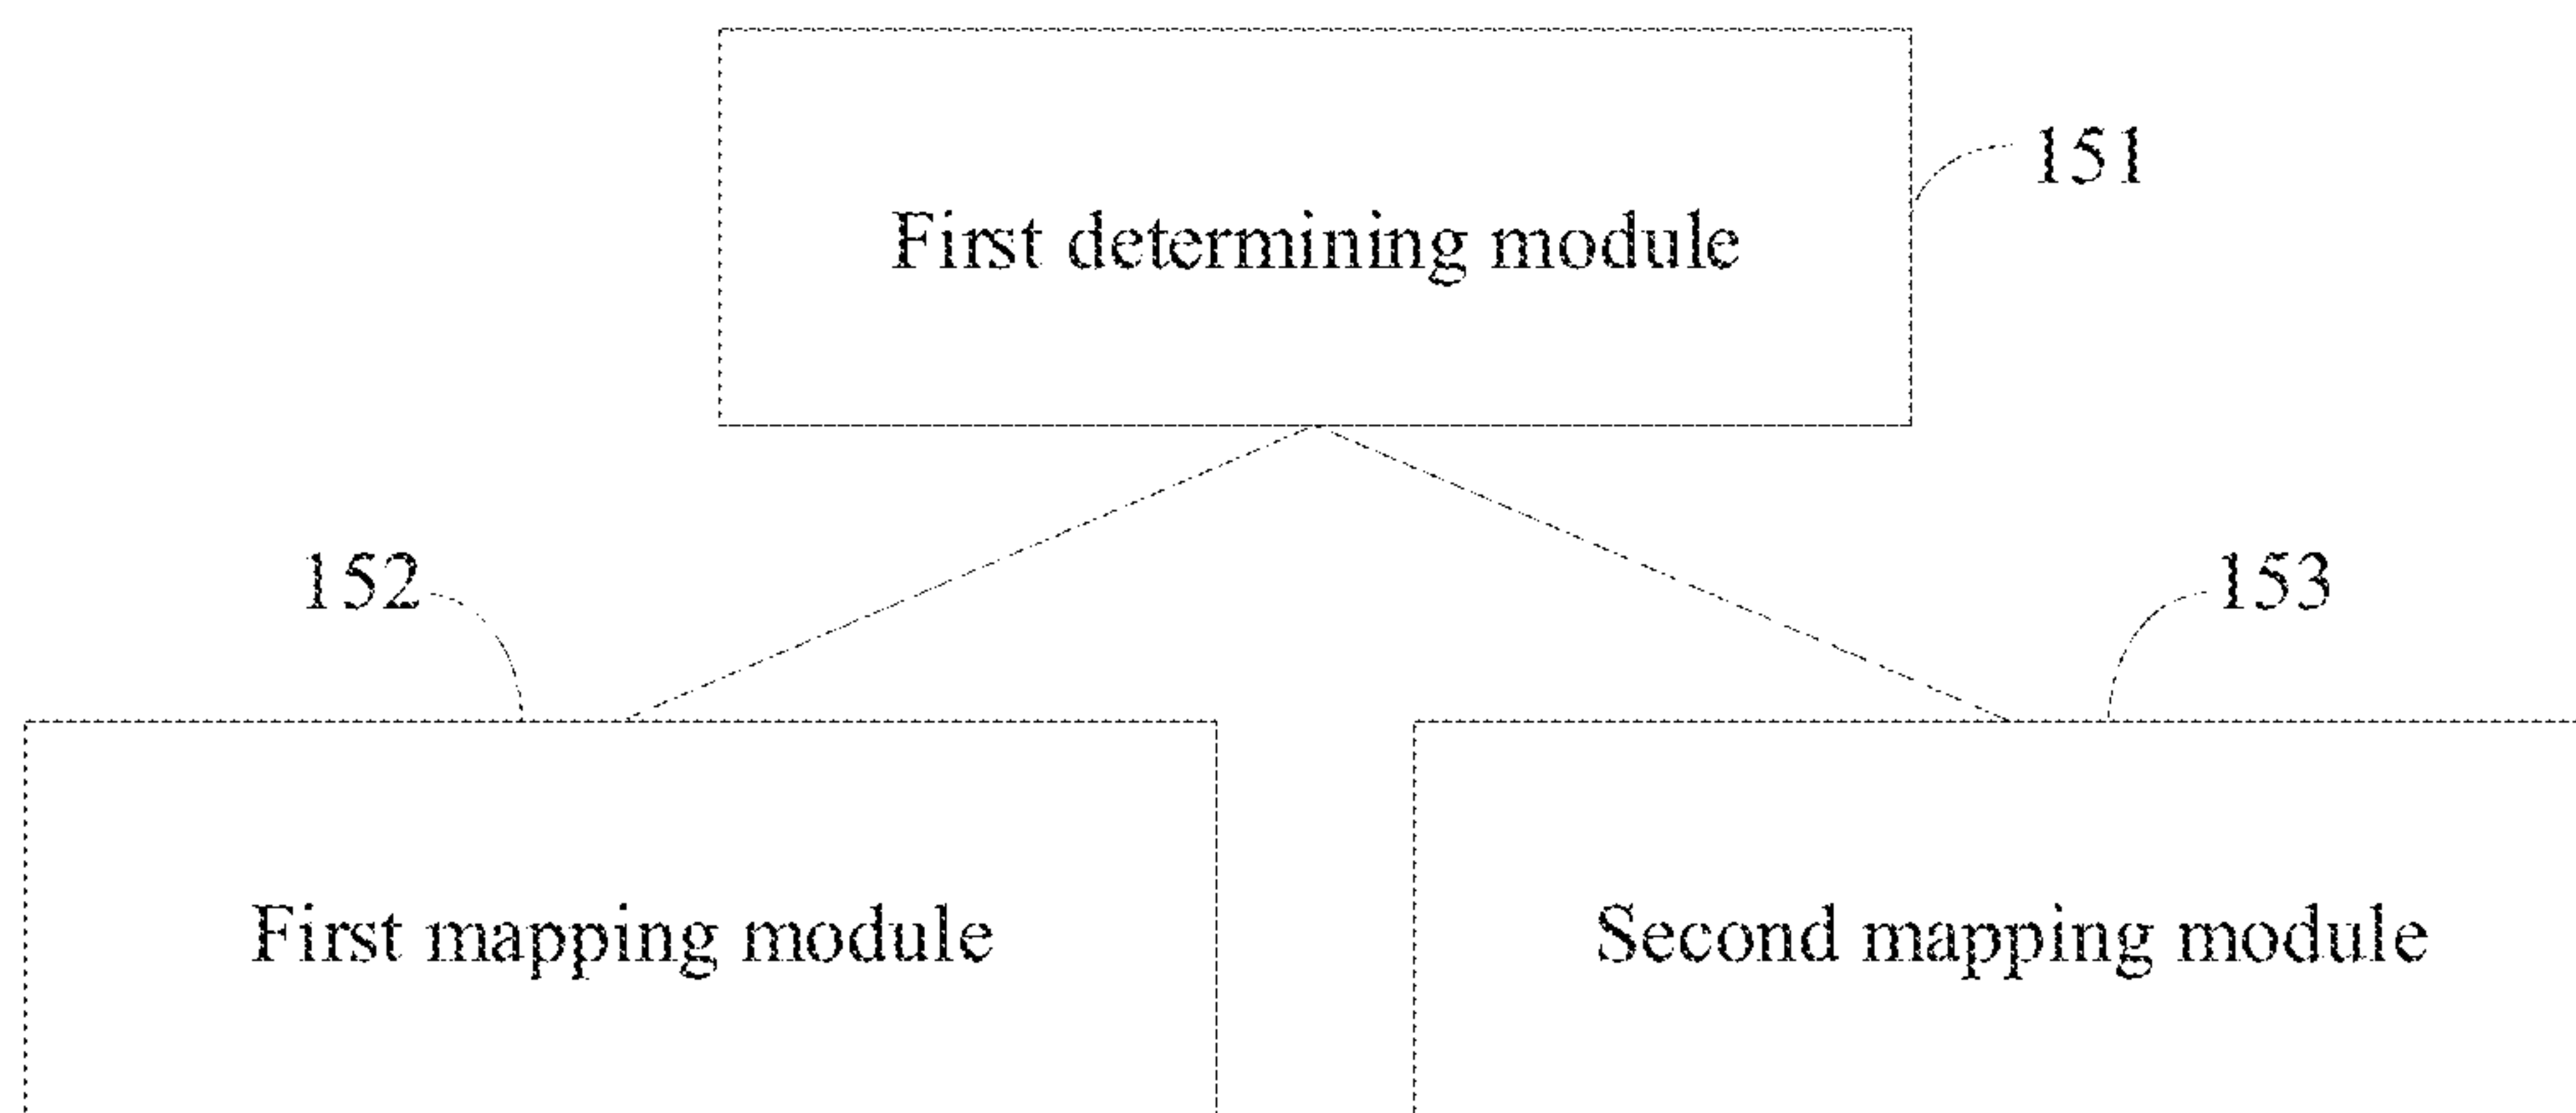 151
First determining module
152
153
First mapping module
Second mapping module